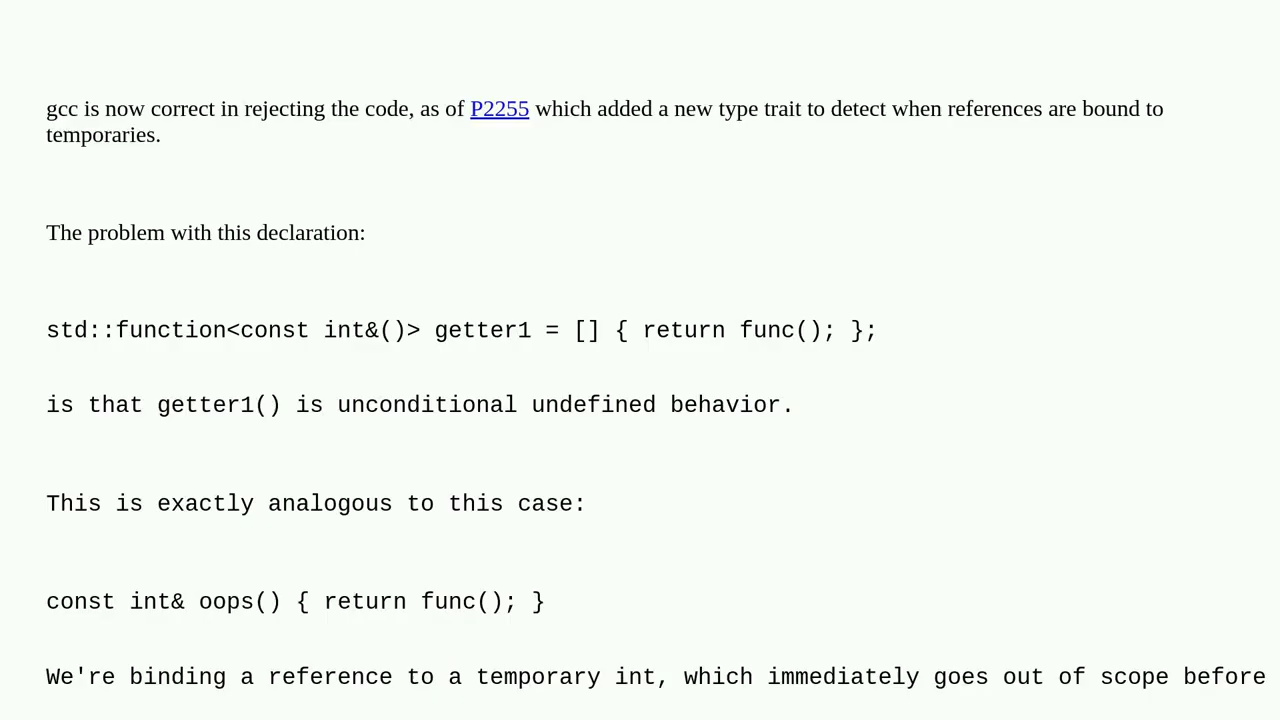 gcc is now correct in rejecting the code, as of P2255 which added a new type trait to detect when references are bound to
temporaries.
The problem with this declaration:
std::function<const int&()> getter1 = [] { return func(); };
is that getter1() is unconditional undefined behavior.
This is exactly analogous to this case:
const int& oops() { return func(); }
We're binding a reference to a temporary int, which immediately goes out of scope before